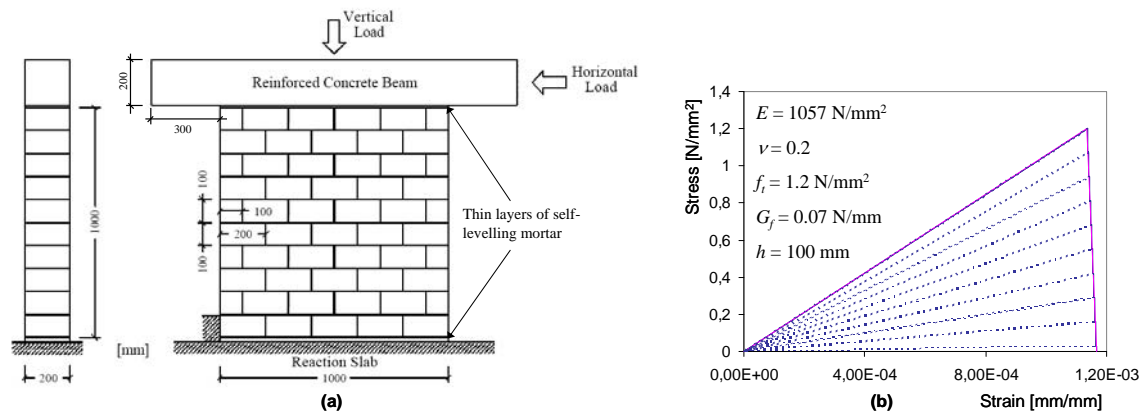 Vertical
Load
200
Reinforced Concrete Beam
Horizontal
Load
300
1000
100
100
200
100
Thin layers of self-
levelling mortar
[mm]
Reaction Slab
200
1000
(a)
Stress [N/mm²]
1,4
1,2
1
0,8
0,6
0,4
0,2
0
E = 1057 N/mm²
ν = 0.2
fₜ = 1.2 N/mm²
G_f = 0.07 N/mm
h = 100 mm
0,00E+00 4,00E-04 8,00E-04 1,20E-03
Strain [mm/mm]
(b)